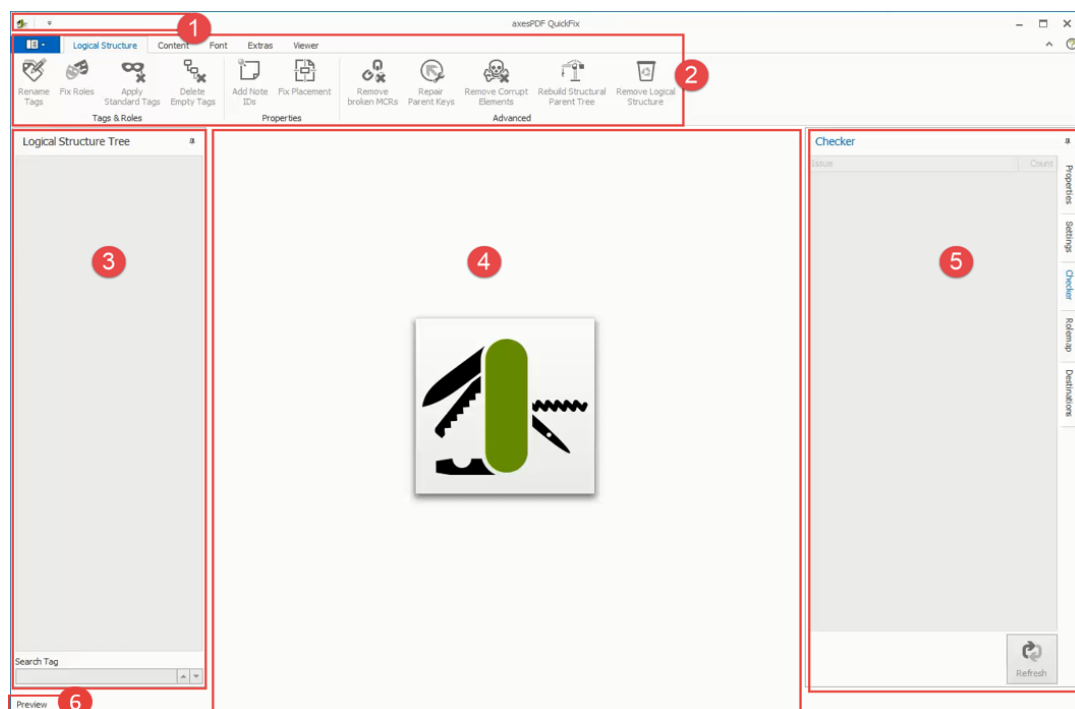 axesPDF QuickFix
1
Logical Structure Content Font Extras Viewer
2
Rename Tags
Fix Roles
Apply Standard Tags
Delete Empty Tags
Add Note IDs
Fix Placement
Remove broken MCRs
Repair Parent Keys
Remove Corrupt Elements
Rebuild Structural Parent Tree
Remove Logical Structure
Tags & Roles Properties Advanced
Logical Structure Tree
3
Search Tag
4
Checker
Issue Count
5
Properties
Settings
Checker
Rolemap
Destinations
Refresh
Preview
6